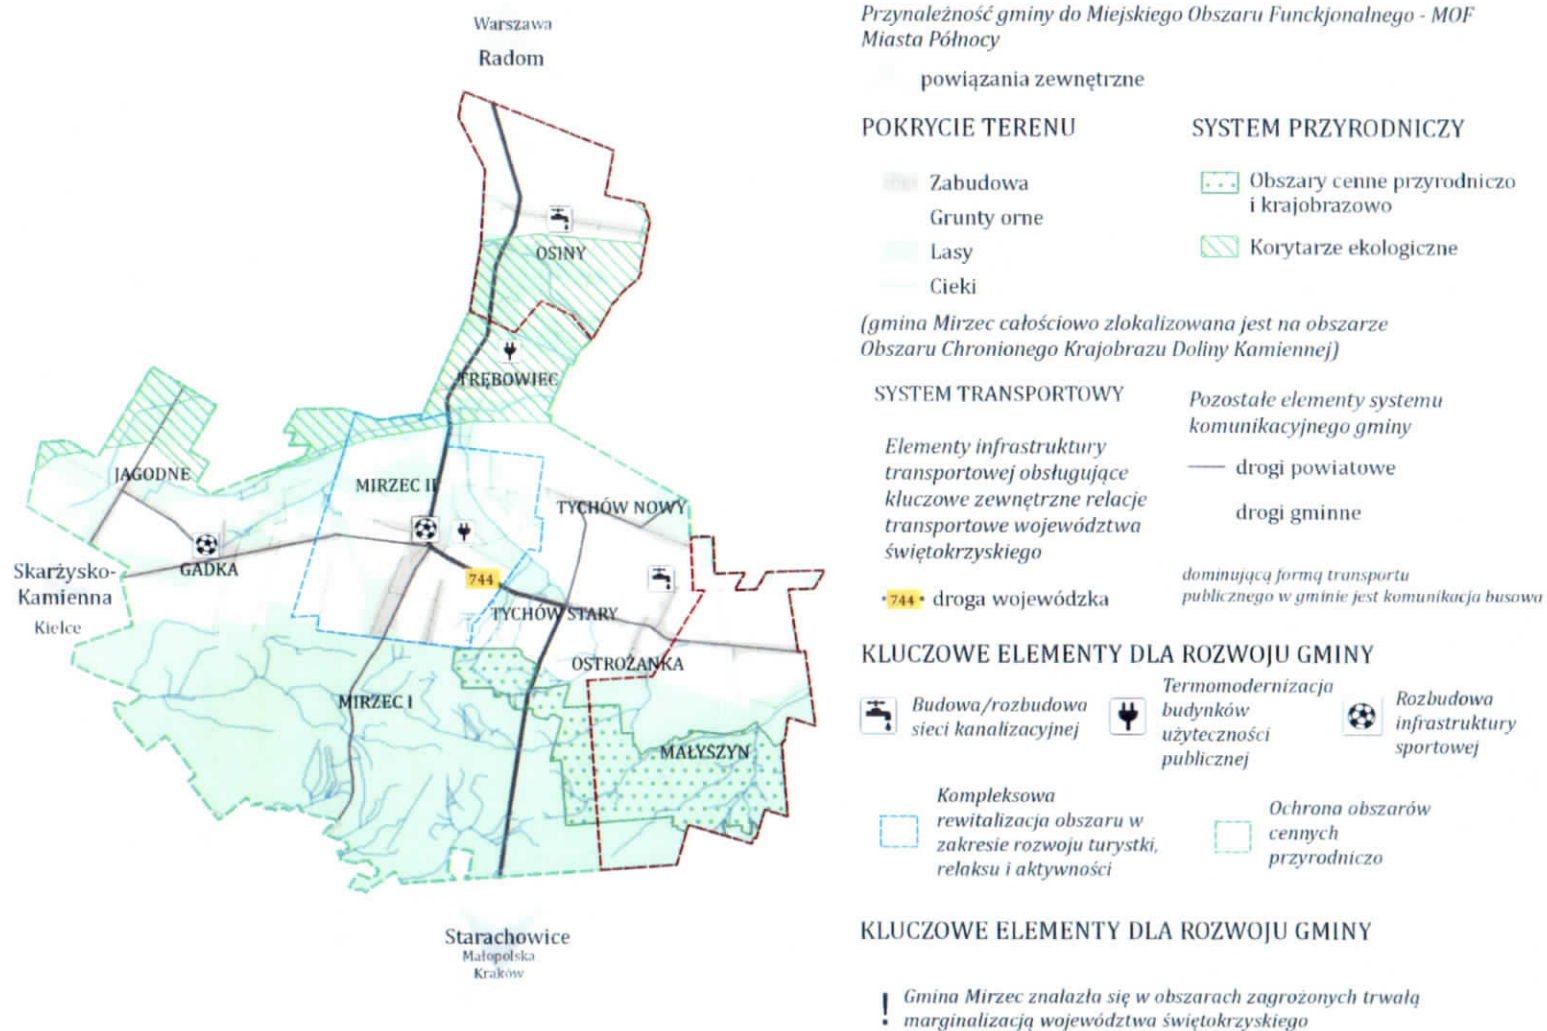 Warszawa
Radom
OSINY
TRĘBOWIEC
JAGODNE
MIRZEC II
TYCHÓW NOWY
GADKA
Skarżysko-
Kamienna
Kielce
744
TYCHÓW STARY
OSTROŻANKA
MIRZEC I
MAŁYSZYN
Starachowice
Małopolska
Kraków
Przynależność gminy do Miejskiego Obszaru Funckjonalnego - MOF
Miasta Północy
powiązania zewnętrzne
POKRYCIE TERENU
Zabudowa
Grunty orne
Lasy
Cieki
SYSTEM PRZYRODNICZY
Obszary cenne przyrodniczo
i krajobrazowo
Korytarze ekologiczne
(gmina Mirzec całościowo zlokalizowana jest na obszarze
Obszaru Chronionego Krajobrazu Doliny Kamiennej)
SYSTEM TRANSPORTOWY
Elementy infrastruktury
transportowej obsługujące
kluczowe zewnętrzne relacje
transportowe województwa
świętokrzyskiego
744 droga wojewódzka
Pozostałe elementy systemu
komunikacyjnego gminy
drogi powiatowe
drogi gminne
dominującą formą transportu
publicznego w gminie jest komunikacja busowa
KLUCZOWE ELEMENTY DLA ROZWOJU GMINY
Budowa/rozbudowa
sieci kanalizacyjnej
Termomodernizacja
budynków
użyteczności
publicznej
Rozbudowa
infrastruktury
sportowej
Kompleksowa
rewitalizacja obszaru w
zakresie rozwoju turystki,
relaksu i aktywności
Ochrona obszarów
cennych
przyrodniczo
KLUCZOWE ELEMENTY DLA ROZWOJU GMINY
! Gmina Mirzec znalazła się w obszarach zagrożonych trwałą
marginalizacją województwa świętokrzyskiego